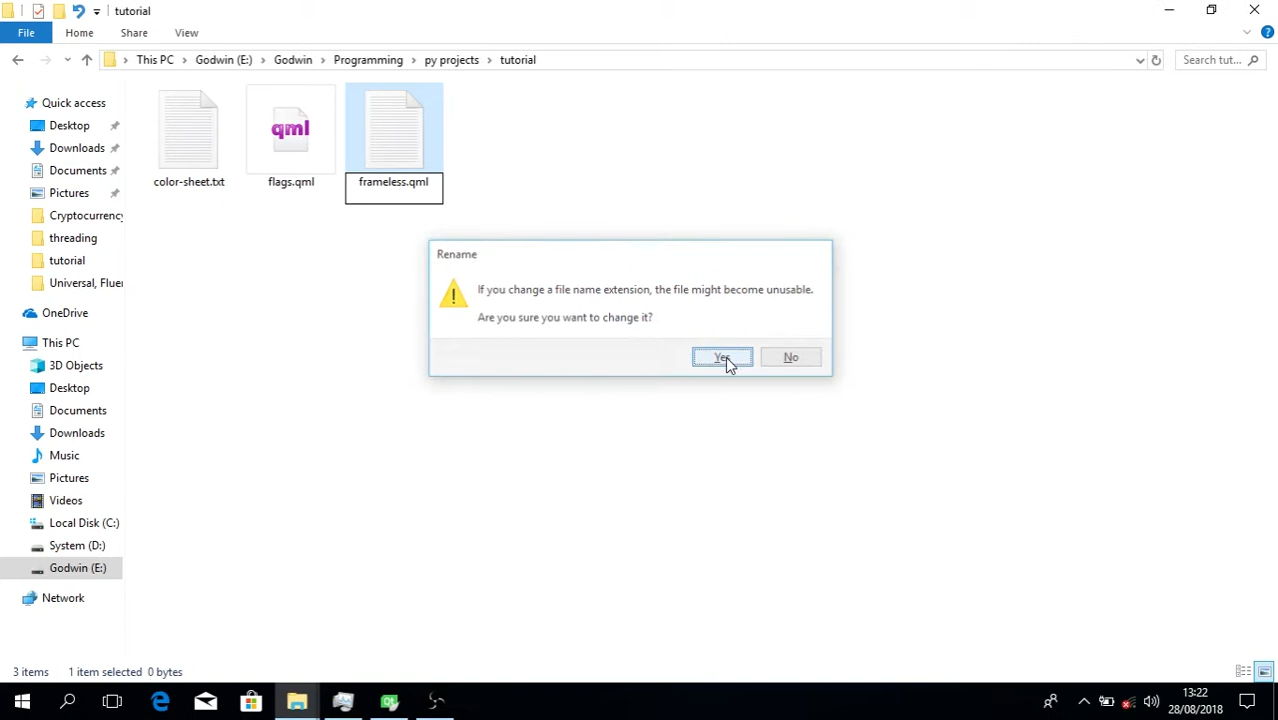 tutorial
File
Home
Share
View
This PC
Godwin (E:)
Godwin
Programming
py projects
tutorial
Search tut...
Quick access
Desktop
Downloads
Documents
Pictures
Cryptocurrency
threading
tutorial
Universal, Fluen
OneDrive
This PC
3D Objects
Desktop
Documents
Downloads
Music
Pictures
Videos
Local Disk (C:)
System (D:)
Godwin (E:)
Network
qml
color-sheet.txt
flags.qml
frameless.qml
Rename
If you change a file name extension, the file might become unusable.
Are you sure you want to change it?
Yes
No
3 items
1 item selected 0 bytes
Qt
13:22
28/08/2018